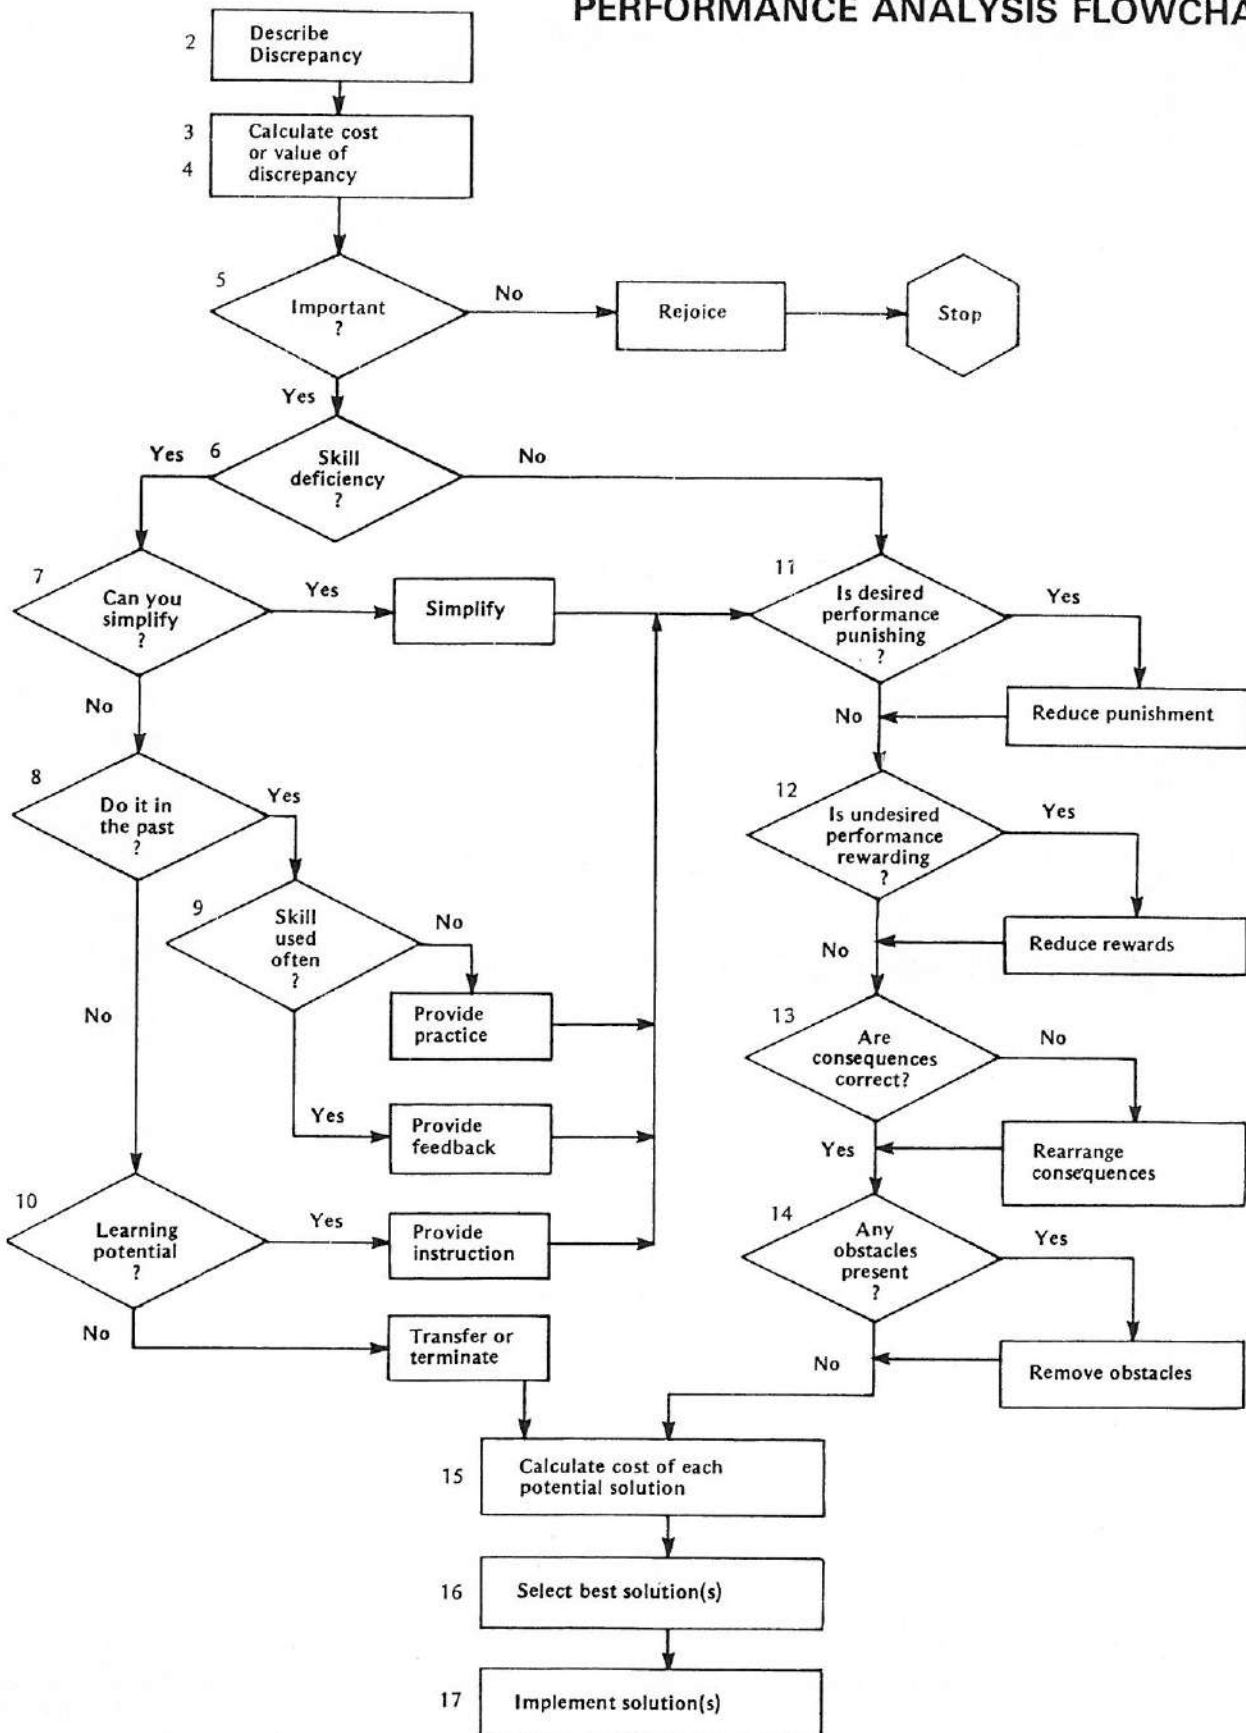 PERFORMANCE ANALYSIS FLOWCHA
2
Describe
Discrepancy
3
4
Calculate cost
or value of
discrepancy
5
Important
?
No
Rejoice
Stop
Yes
6
Skill
deficiency
?
Yes
No
7
Can you
simplify
?
Yes
Simplify
11
Is desired
performance
punishing
?
Yes
No
No
Reduce punishment
8
Do it in
the past
?
Yes
12
Is undesired
performance
rewarding
?
Yes
9
Skill
used
often
?
No
No
Reduce rewards
No
Provide
practice
13
Are
consequences
correct?
No
Yes
Provide
feedback
Yes
Rearrange
consequences
10
Learning
potential
?
Yes
Provide
instruction
14
Any
obstacles
present
?
Yes
No
Transfer or
terminate
No
Remove obstacles
15
Calculate cost of each
potential solution
16
Select best solution(s)
17
Implement solution(s)